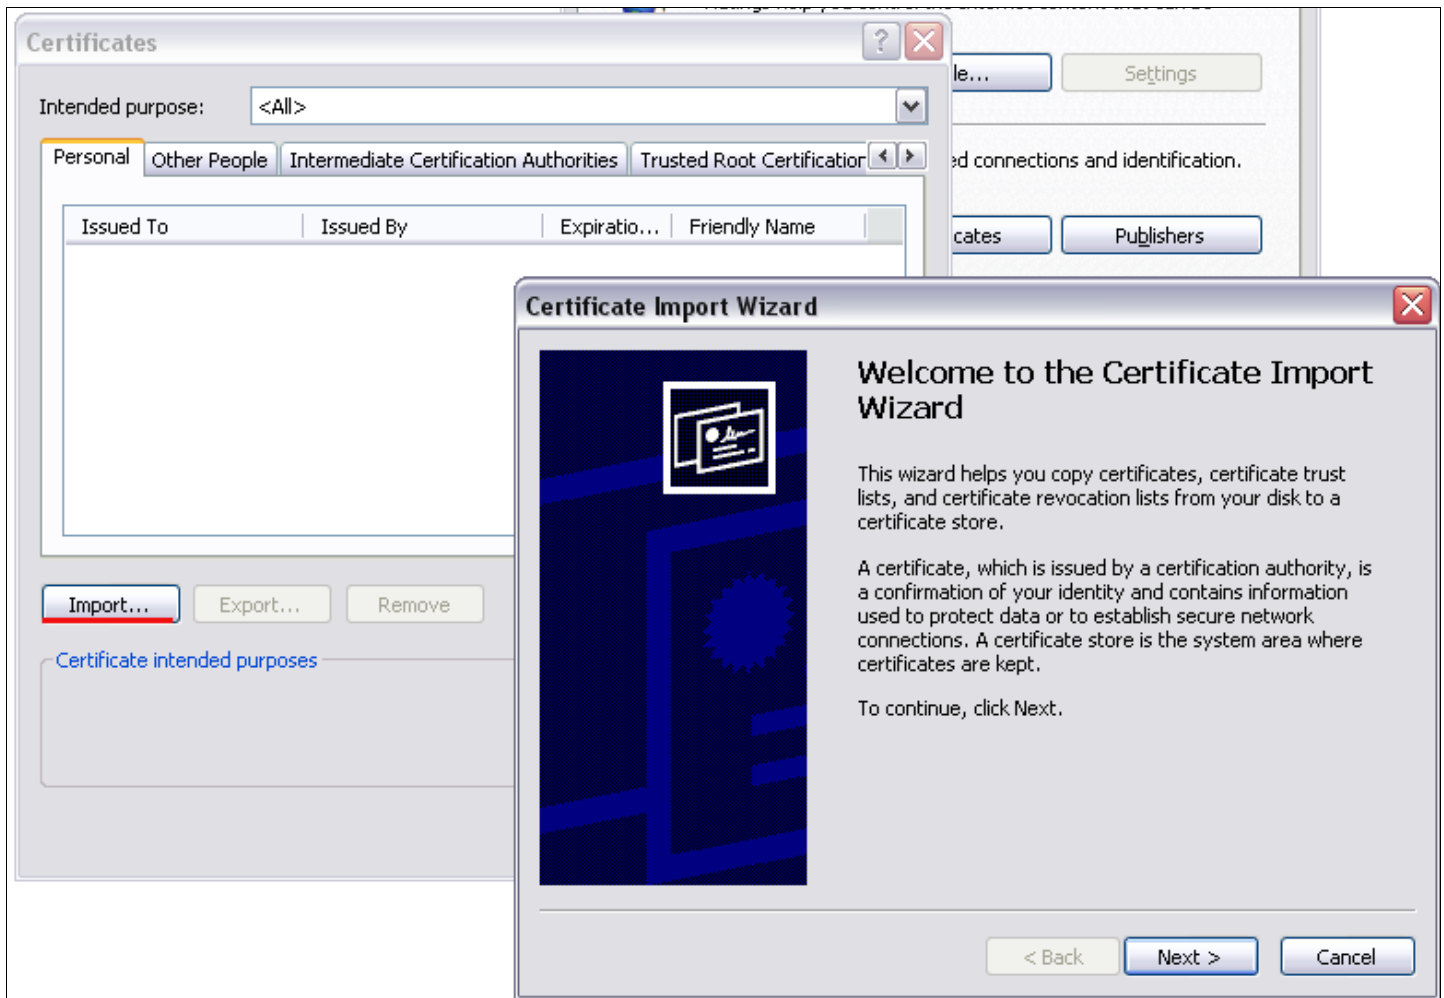 Certificates
le...
Settings
Intended purpose:
<All>
Personal
Other People
Intermediate Certification Authorities
Trusted Root Certification
ed connections and identification.
Issued To
Issued By
Expiratio...
Friendly Name
cates
Publishers
Import...
Export...
Remove
Certificate intended purposes
Certificate Import Wizard
Welcome to the Certificate Import
Wizard
This wizard helps you copy certificates, certificate trust
lists, and certificate revocation lists from your disk to a
certificate store.
A certificate, which is issued by a certification authority, is
a confirmation of your identity and contains information
used to protect data or to establish secure network
connections. A certificate store is the system area where
certificates are kept.
To continue, click Next.
< Back
Next >
Cancel